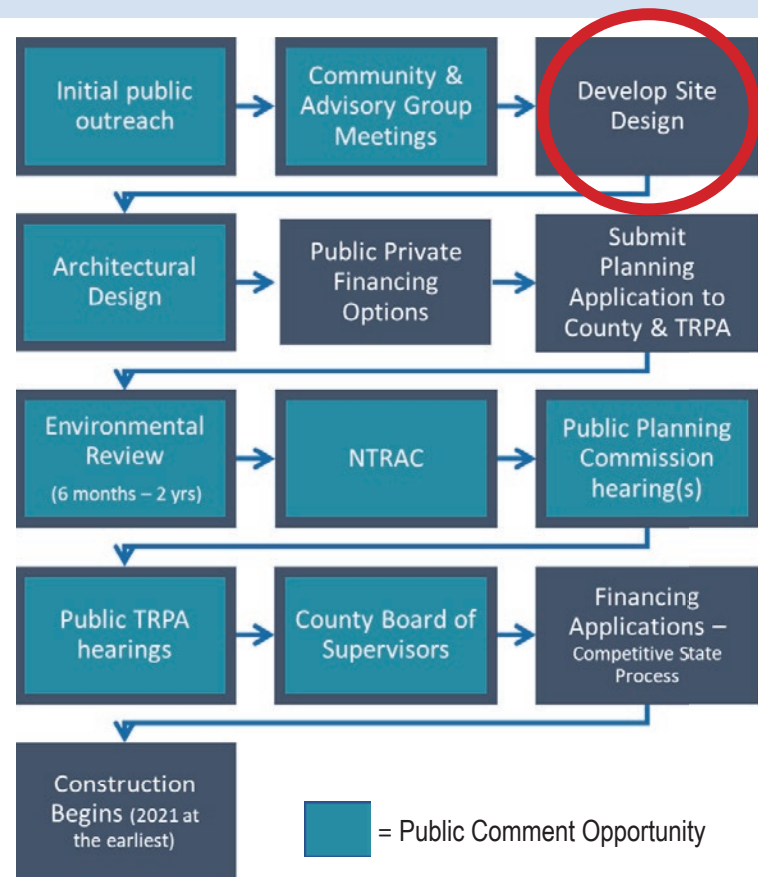 Initial public
outreach
Community &
Advisory Group
Meetings
Develop Site
Design
Architectural
Design
Public Private
Financing
Options
Submit
Planning
Application to
County & TRPA
Environmental
Review
(6 months – 2 yrs)
NTRAC
Public Planning
Commission
hearing(s)
Public TRPA
hearings
County Board of
Supervisors
Financing
Applications –
Competitive State
Process
Construction
Begins (2021 at
the earliest)
= Public Comment Opportunity